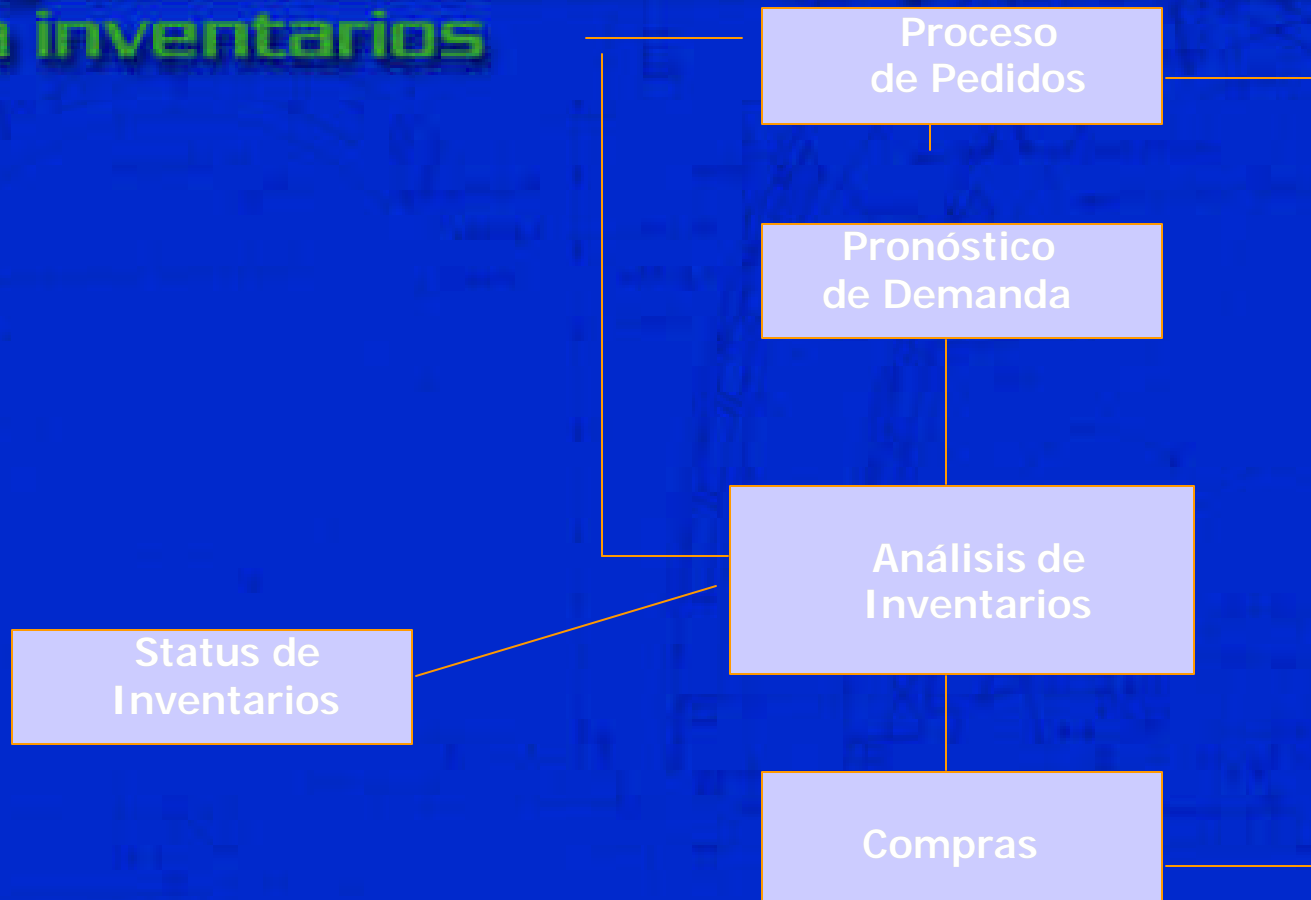 inventarios
Proceso
de Pedidos
Pronóstico
de Demanda
Análisis de
Inventarios
Status de
Inventarios
Compras